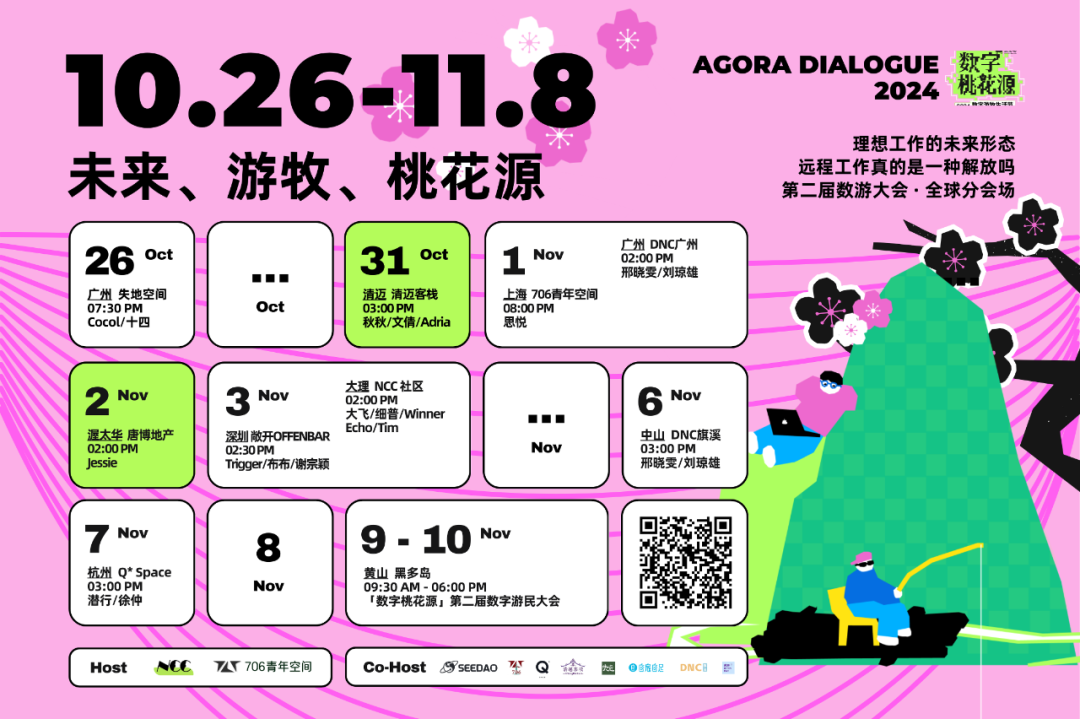 10.26-11.8
未来、游牧、桃花源
AGORA DIALOGUE
2024
数字
桃花源
理想工作的未来形态
远程工作真的是一种解放吗
第二届数游大会 · 全球分会场
26 Oct
广州 失地空间
07:30 PM
Cocol/十四
...
Oct
31 Oct
清迈 清迈客栈
03:00 PM
秋秋/文倩/Adria
1 Nov
上海 706青年空间
08:00 PM
思悦
广州 DNC广州
02:00 PM
邢晓雯/刘琼雄
2 Nov
渥太华 唐博地产
02:00 PM
Jessie
3 Nov
深圳 敞开OFFENBAR
02:30 PM
Trigger/布布/谢宗颖
大理 NCC 社区
02:00 PM
大飞/细普/Winner
Echo/Tim
...
Nov
6 Nov
中山 DNC旗溪
03:00 PM
邢晓雯/刘琼雄
7 Nov
杭州 Q* Space
03:00 PM
潜行/徐仲
8
Nov
9 - 10 Nov
黄山 黑多岛
09:30 AM - 06:00 PM
「数字桃花源」第二届数字游民大会
Host NCC 706青年空间
Co-Host SEEDAO Q DNC